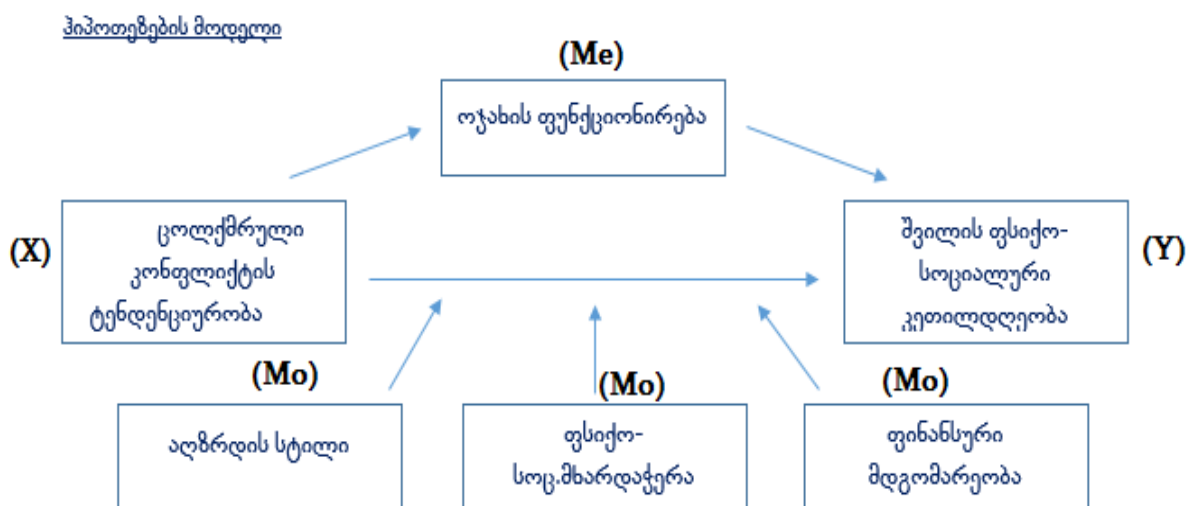 ჰიპოთეზების მოდელი
(Me)
ოჯახის ფუნქციონირება
(X)
ცოლქმრული
კონფლიქტის
ტენდენციურობა
შვილის ფსიქო-
სოციალური
კეთილდღეობა
(Y)
(Mo)
აღზრდის სტილი
(Mo)
ფსიქო-
სოც.მხარდაჭერა
(Mo)
ფინანსური
მდგომარეობა